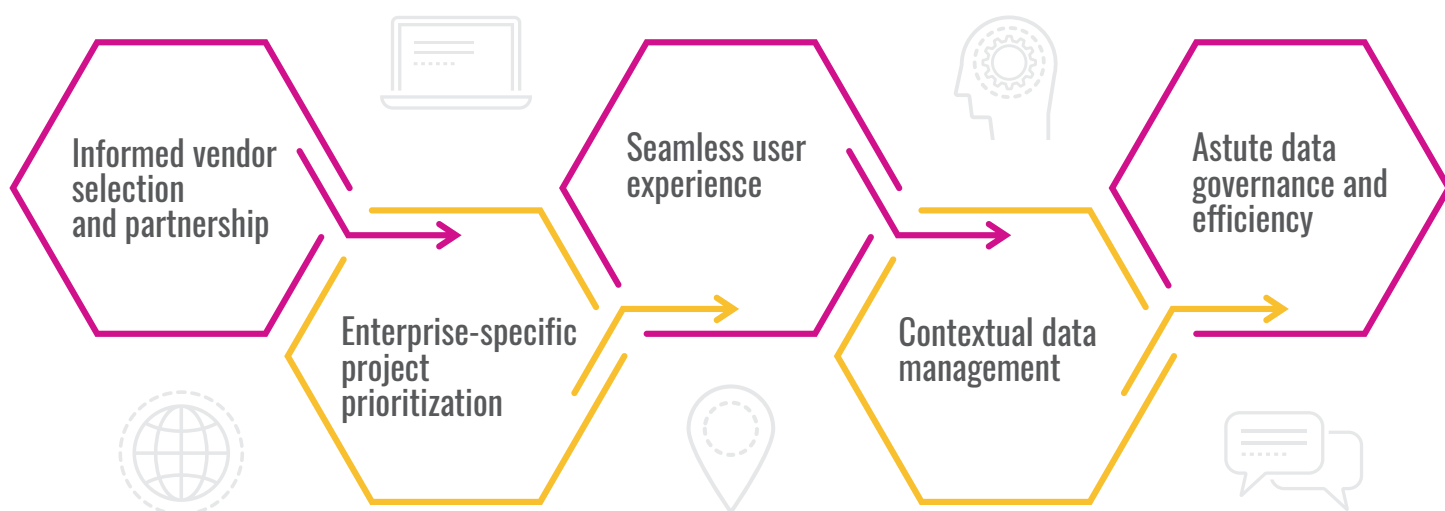 Informed vendor
selection
and partnership
Enterprise-specific
project
prioritization
Seamless user
experience
Contextual data
management
Astute data
governance and
efficiency